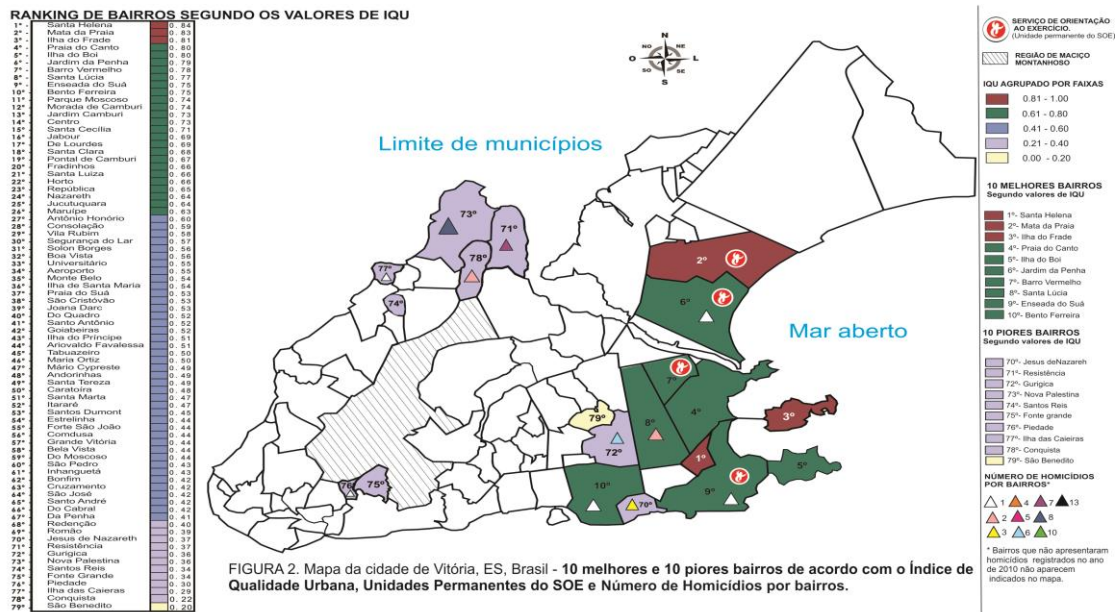 RANKING DE BAIRROS SEGUNDO OS VALORES DE IQU
1º - Santa Helena 0.84
2º - Mata da Praia 0.83
3º - Ilha do Frade 0.81
4º - Praia do Canto 0.80
5º - Ilha do Boi 0.80
6º - Jardim da Penha 0.79
7º - Barro Vermelho 0.78
8º - Santa Lúcia 0.77
9º - Enseada do Suá 0.75
10º - Bento Ferreira 0.75
11º - Parque Moscoso 0.74
12º - Morada de Camburi 0.74
13º - Jardim Camburi 0.73
14º - Centro 0.73
15º - Santa Cecília 0.71
16º - Jabour 0.69
17º - De Lourdes 0.69
18º - Santa Clara 0.68
19º - Pontal de Camburi 0.67
20º - Fradinhos 0.66
21º - Santa Luiza 0.66
22º - Horto 0.66
23º - República 0.65
24º - Nazareth 0.64
25º - Jucutuquara 0.64
26º - Maruípe 0.63
27º - Antônio Honório 0.60
28º - Consolação 0.59
29º - Vila Rubim 0.58
30º - Segurança do Lar 0.57
31º - Solon Borges 0.56
32º - Boa Vista 0.56
33º - Universitário 0.55
34º - Aeroporto
35º - Monte Belo 0.54
36º - Ilha de Santa Maria 0.54
37º - Praia do Suá 0.53
38º - São Cristóvão 0.53
39º - Joana Darc 0.53
40º - Do Quadro 0.52
41º - Santo Antônio 0.52
42º - Goiabeiras 0.52
43º - Ilha do Príncipe 0.51
44º - Ariovaldo Favalessa 0.51
45º - Tabuazeiro 0.50
46º - Maria Ortiz 0.50
47º - Mário Cypreste 0.49
48º - Andorinhas 0.49
49º - Santa Tereza 0.49
50º - Caratoíra 0.48
51º - Santa Marta 0.47
52º - Itararé 0.47
53º - Santos Dumont 0.45
54º - Estrelinha 0.44
55º - Forte São João 0.44
56º - Comdusa 0.44
57º - Grande Vitória 0.44
58º - Bela Vista 0.44
59º - Do Moscoso 0.44
60º - São Pedro 0.43
61º - Inhanguetá 0.43
62º - Bonfim 0.42
63º - Cruzamento 0.42
64º - São José 0.42
65º - Santo André 0.42
66º - Do Cabral 0.42
67º - Da Penha 0.41
68º - Redenção 0.40
69º - Romão 0.39
70º - Jesus de Nazareth 0.37
71º - Resistência 0.37
72º - Gurigica 0.36
73º - Nova Palestina 0.36
74º - Santos Reis 0.34
75º - Fonte Grande 0.34
76º - Piedade 0.30
77º - Ilha das Caieiras 0.29
78º - Conquista 0.22
79º - São Benedito 0.20
N
NE
L
SE
S
SO
O
NO
Limite de municípios
Mar aberto
73º
71º
78º
77º
74º
2º
6º
7º
4º
3º
79º
8º
72º
1º
5º
76º
75º
10º
70º
9º
SERVIÇO DE ORIENTAÇÃO
AO EXERCÍCIO.
(Unidade permanente do SOE)
REGIÃO DE MACIÇO
MONTANHOSO
IQU AGRUPADO POR FAIXAS
0.81 - 1.00
0.61 - 0.80
0.41 - 0.60
0.21 - 0.40
0.00 - 0.20
10 MELHORES BAIRROS
Segundo valores de IQU
1º- Santa Helena
2º- Mata da Praia
3º- Ilha do Frade
4º- Praia do Canto
5º- Ilha do Boi
6º- Jardim da Penha
7º- Barro Vermelho
8º- Santa Lúcia
9º- Enseada do Suá
10º- Bento Ferreira
10 PIORES BAIRROS
Segundo valores de IQU
70º- Jesus deNazareh
71º- Resistência
72º- Gurigica
73º- Nova Palestina
74º- Santos Reis
75º- Fonte grande
76º- Piedade
77º- Ilha das Caieiras
78º- Conquista
79º- São Benedito
NÚMERO DE HOMICÍDIOS
POR BAIRROS*
1 4 7 13
2 5 8
3 6 10
* Bairros que não apresentaram
homicídios registrados no ano
de 2010 não aparecem
indicados no mapa.
FIGURA 2. Mapa da cidade de Vitória, ES, Brasil - 10 melhores e 10 piores bairros de acordo com o Índice de
Qualidade Urbana, Unidades Permanentes do SOE e Número de Homicídios por bairros.